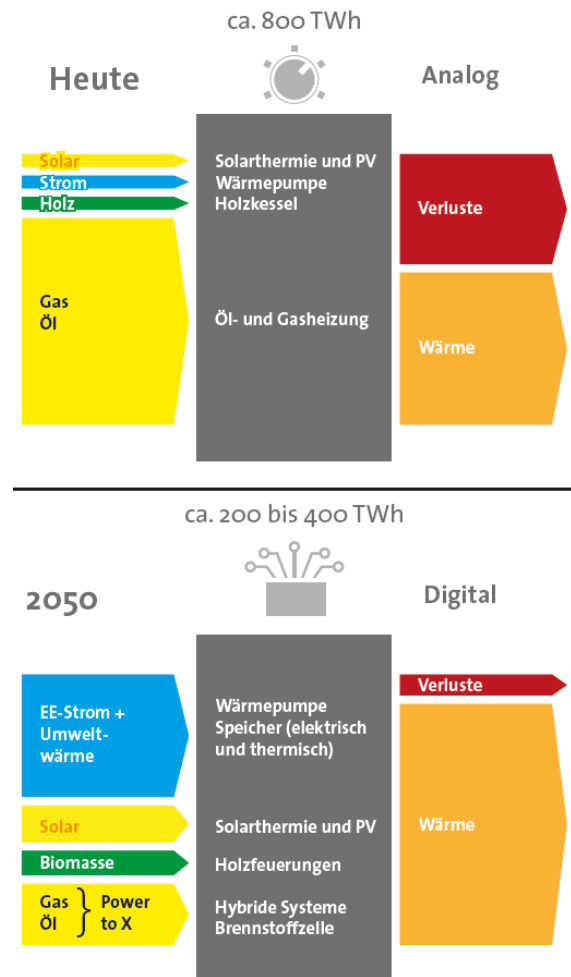 ca. 800 TWh
Heute
Analog
Solar
Strom
Holz
Gas
Öl
Solarthermie und PV
Wärmepumpe
Holzkessel
Öl- und Gasheizung
Verluste
Wärme
ca. 200 bis 400 TWh
2050
Digital
EE-Strom +
Umwelt-
wärme
Solar
Biomasse
Gas
Öl
Power
to X
Wärmepumpe
Speicher (elektrisch
und thermisch)
Solarthermie und PV
Holzfeuerungen
Hybride Systeme
Brennstoffzelle
Verluste
Wärme